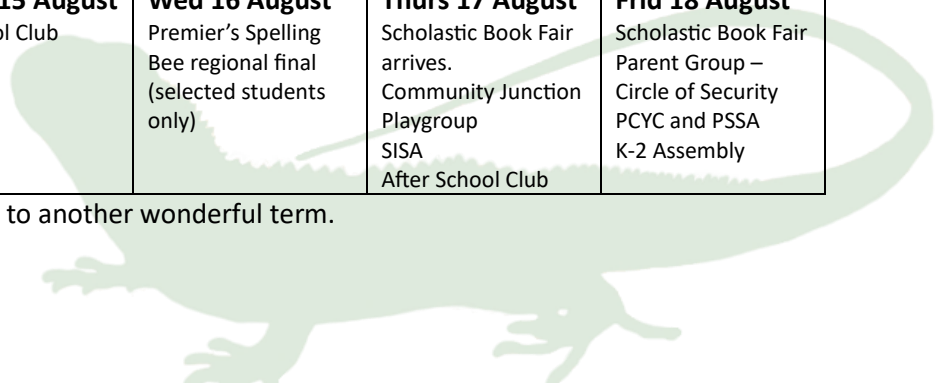 15 August
ol Club
Wed 16 August
Premier’s Spelling
Bee regional final
(selected students
only)
Thurs 17 August
Scholastic Book Fair
arrives.
Community Junction
Playgroup
SISA
After School Club
Frid 18 August
Scholastic Book Fair
Parent Group –
Circle of Security
PCYC and PSSA
K-2 Assembly
to another wonderful term.